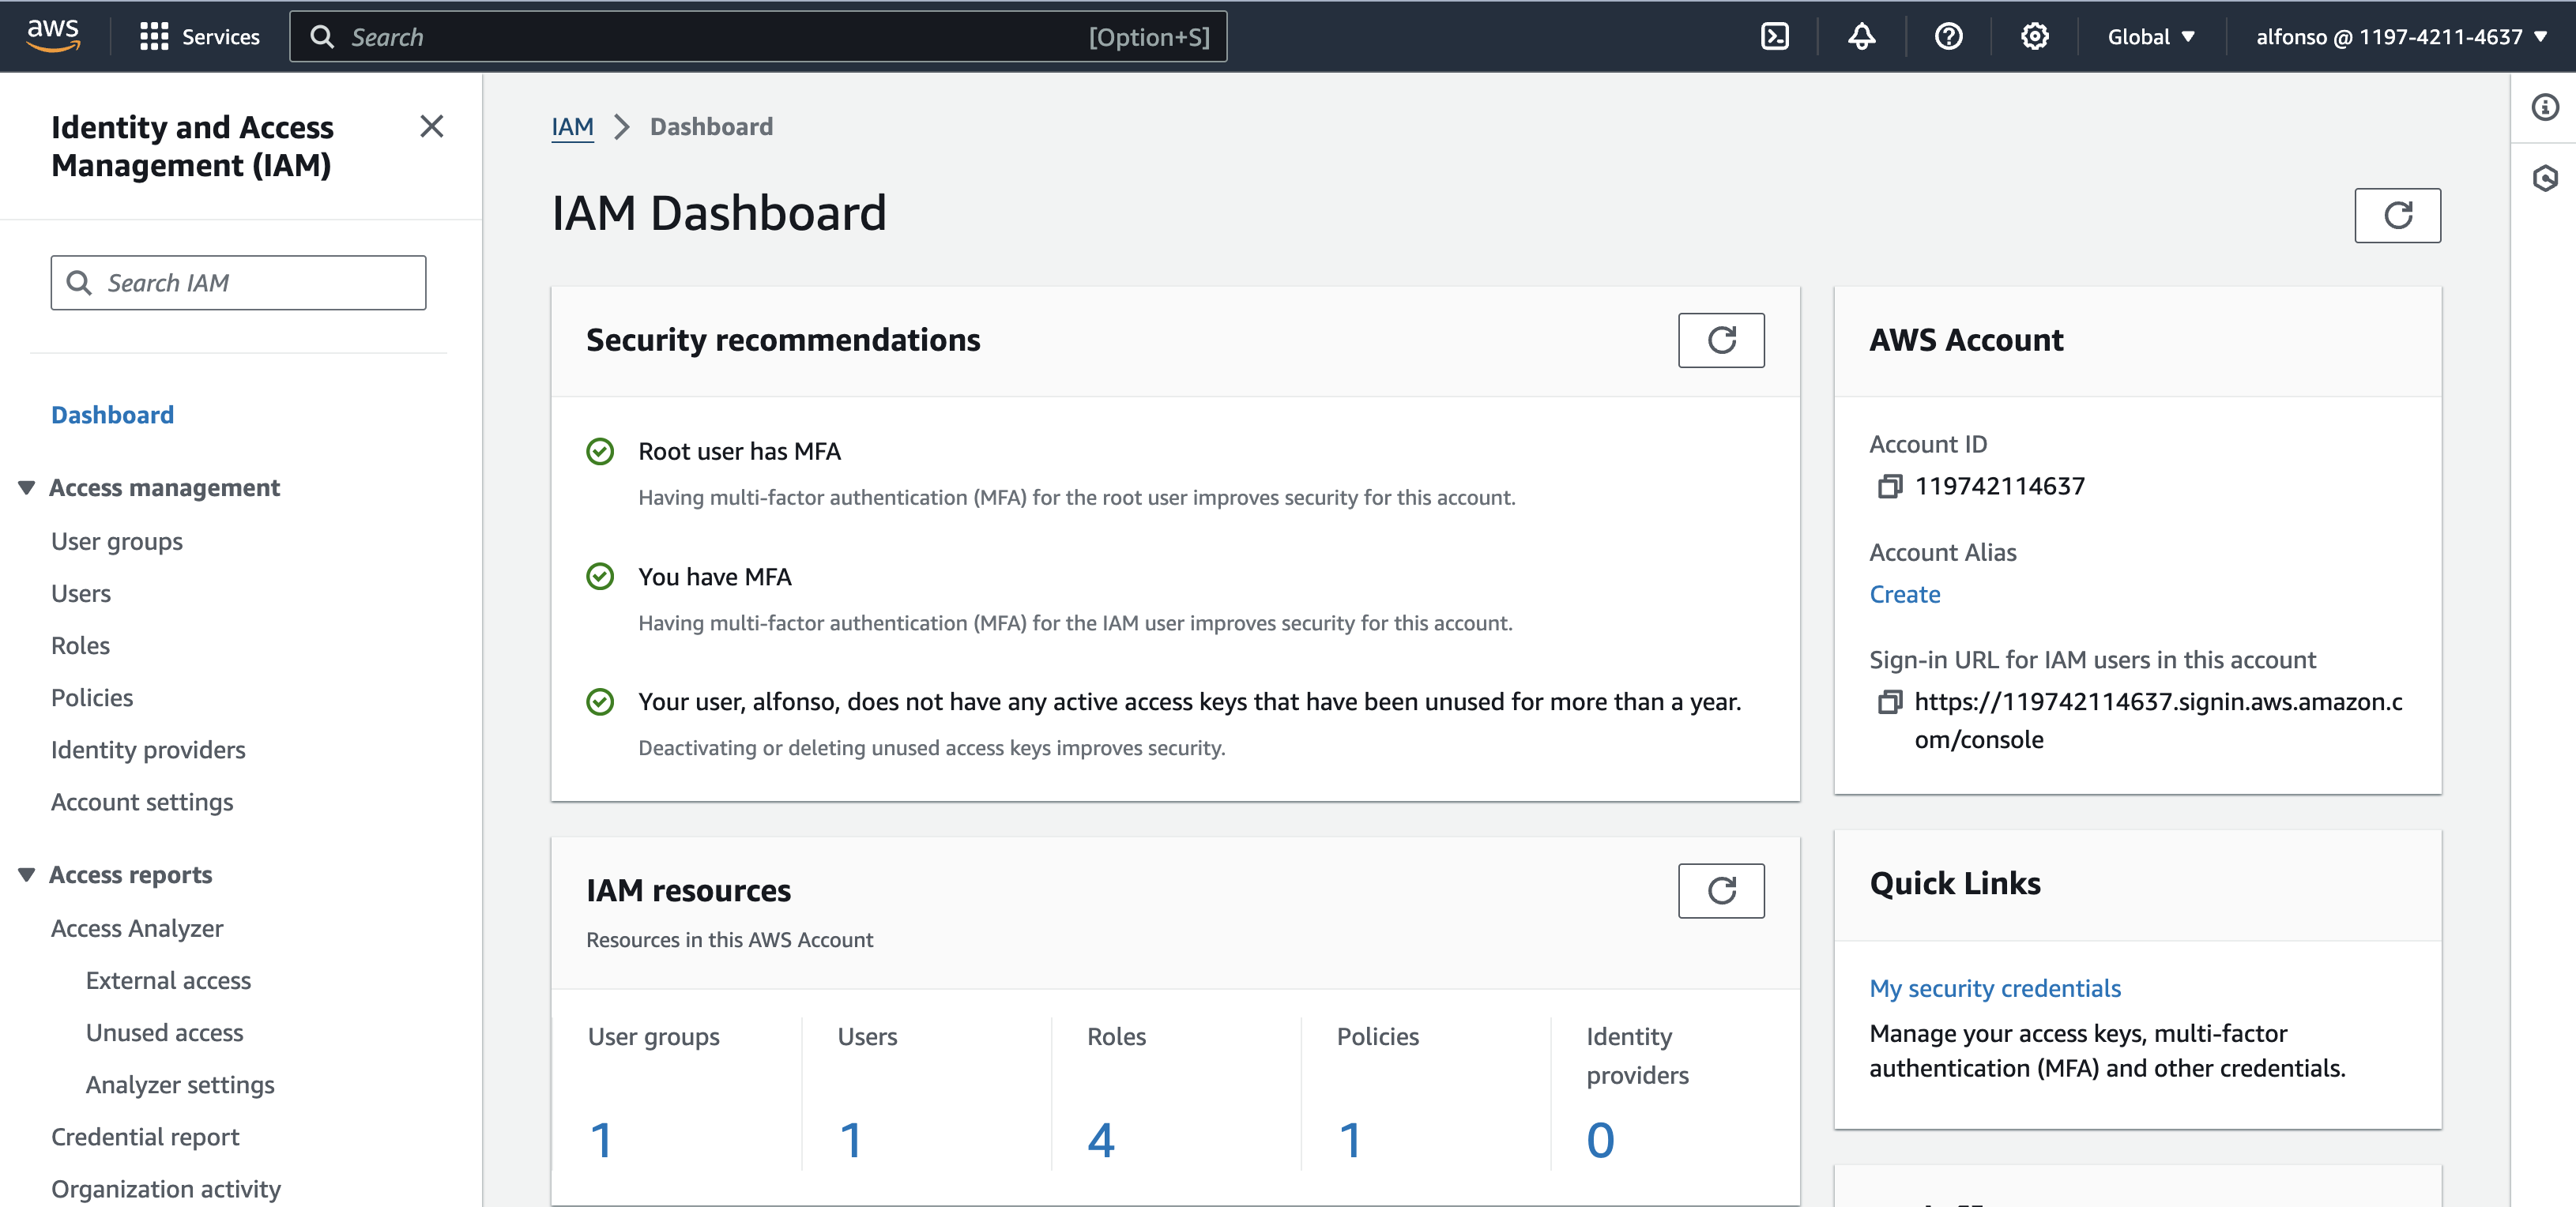 aws
Services
Search
[Option+S]
Global
alfonso @ 1197-4211-4637
Identity and Access
Management (IAM)
Search IAM
Dashboard
Access management
User groups
Users
Roles
Policies
Identity providers
Account settings
Access reports
Access Analyzer
External access
Unused access
Analyzer settings
Credential report
Organization activity
IAM
Dashboard
IAM Dashboard
Security recommendations
Root user has MFA
Having multi-factor authentication (MFA) for the root user improves security for this account.
You have MFA
Having multi-factor authentication (MFA) for the IAM user improves security for this account.
Your user, alfonso, does not have any active access keys that have been unused for more than a year.
Deactivating or deleting unused access keys improves security.
IAM resources
Resources in this AWS Account
User groups
1
Users
1
Roles
4
Policies
1
Identity
providers
0
AWS Account
Account ID
119742114637
Account Alias
Create
Sign-in URL for IAM users in this account
https://119742114637.signin.aws.amazon.c
om/console
Quick Links
My security credentials
Manage your access keys, multi-factor
authentication (MFA) and other credentials.